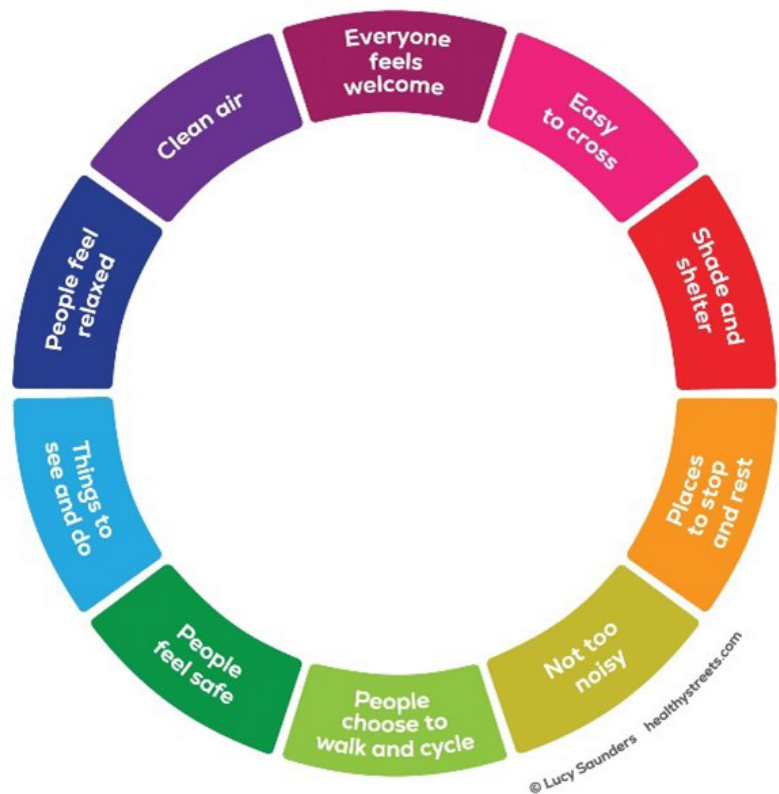 Everyone
feels
welcome
Easy
to cross
Shade and
shelter
Places
to stop
and rest
Not too
noisy
People
choose to
walk and cycle
People
feel safe
Things to
see and do
People feel
relaxed
Clean air
© Lucy Saunders healthystreets.com